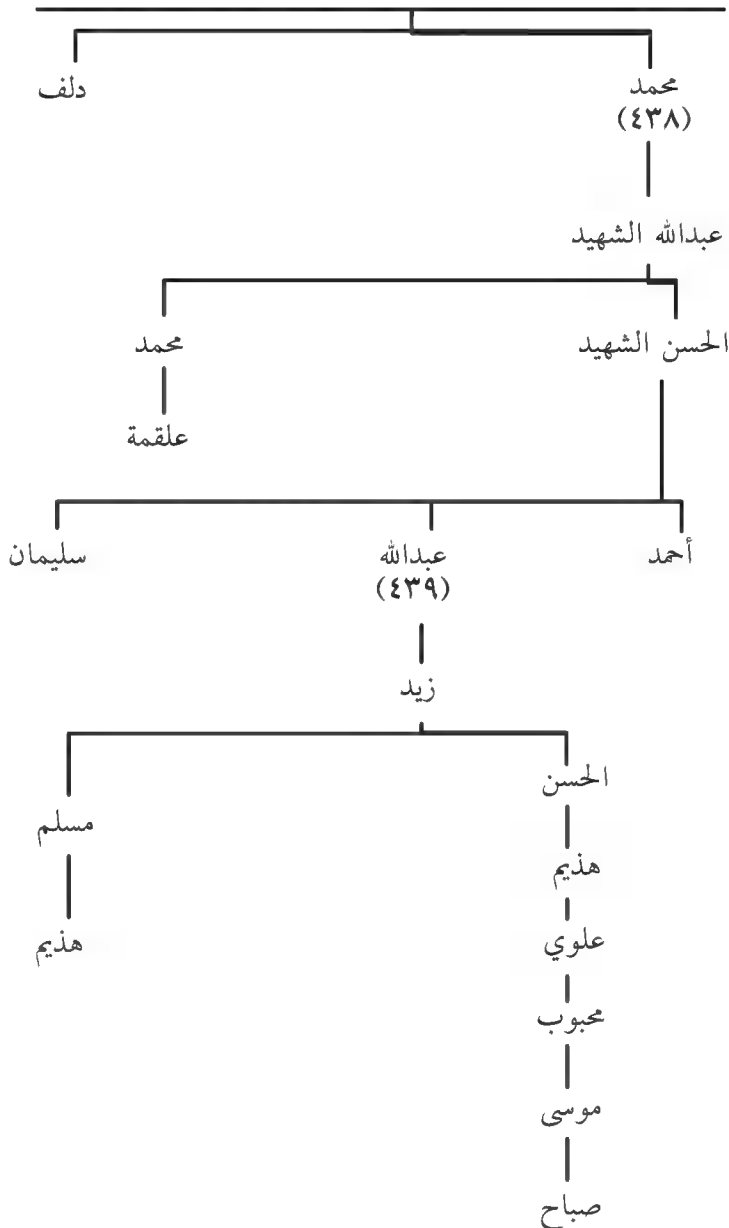 محمد
(٤٣٨)
دلف
عبدالله الشهيد
الحسن الشهيد
محمد
علقمة
أحمد
عبدالله
(٤٣٩)
سليمان
زيد
الحسن
مسلم
هذيم
هذيم
علوي
محبوب
موسى
صباح